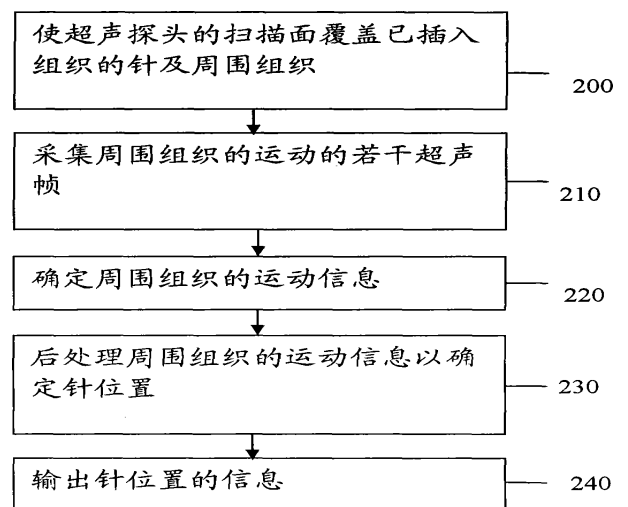 使超声探头的扫描面覆盖已插入
组织的针及周围组织
200
采集周围组织的运动的若干超声
帧
210
确定周围组织的运动信息
220
后处理周围组织的运动信息以确
定针位置
230
输出针位置的信息
240